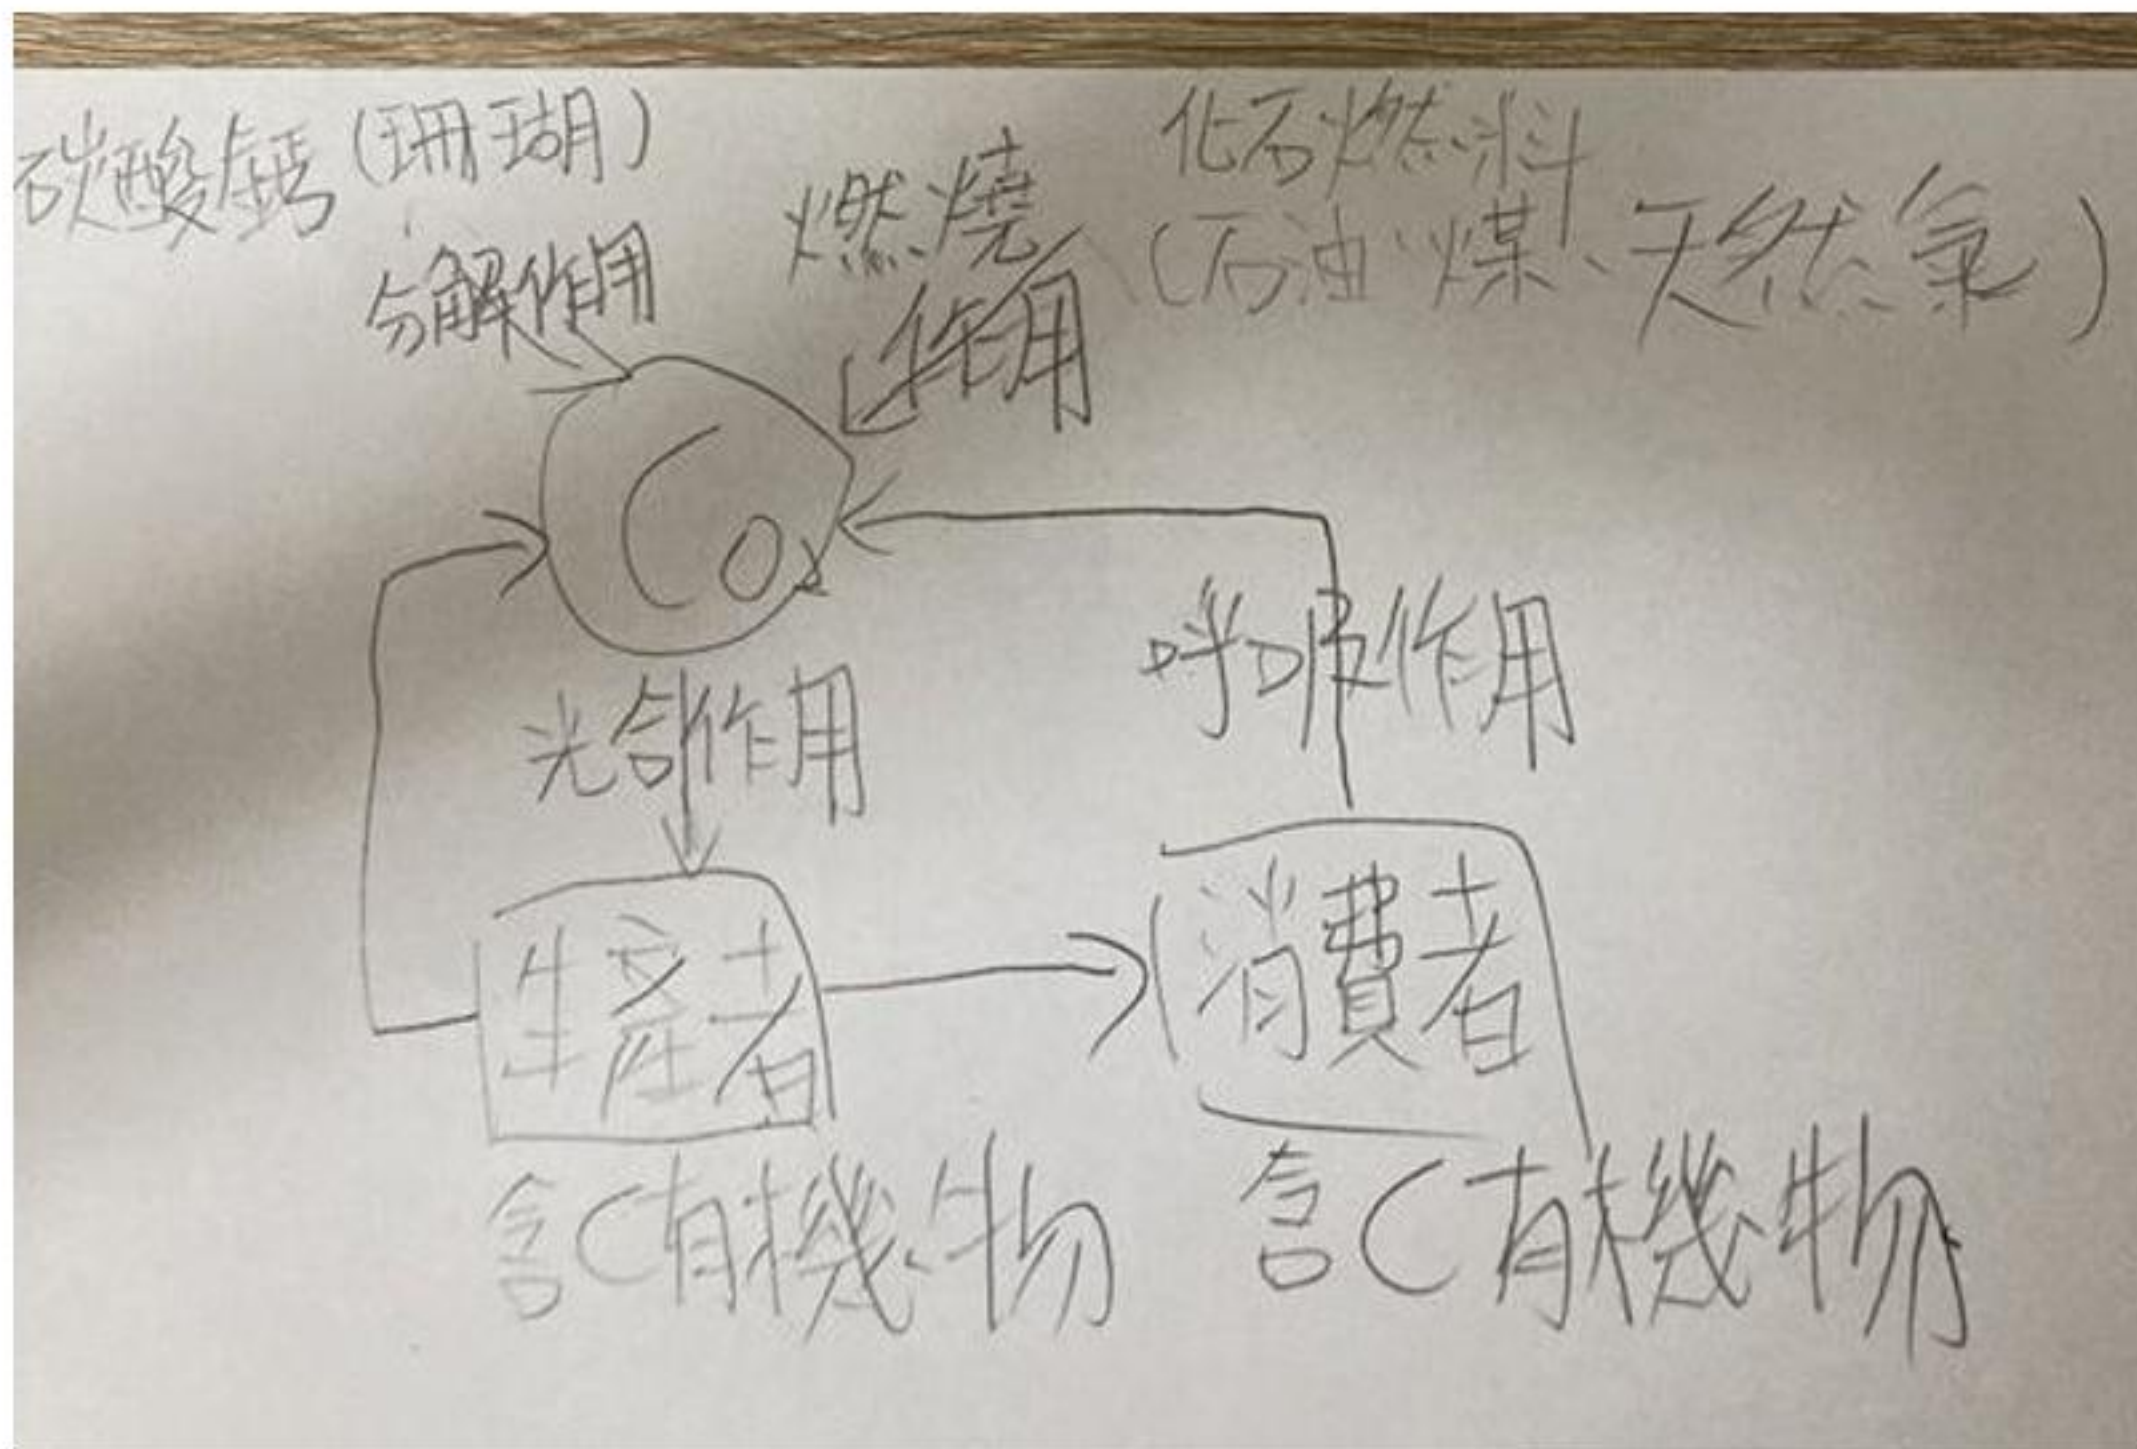 碳酸鈣(珊瑚)
分解作用
燃燒
作用
化石燃料
(石油、煤、天然氣)
CO2
光合作用
呼吸作用
生產者
消費者
含C有機物
含C有機物